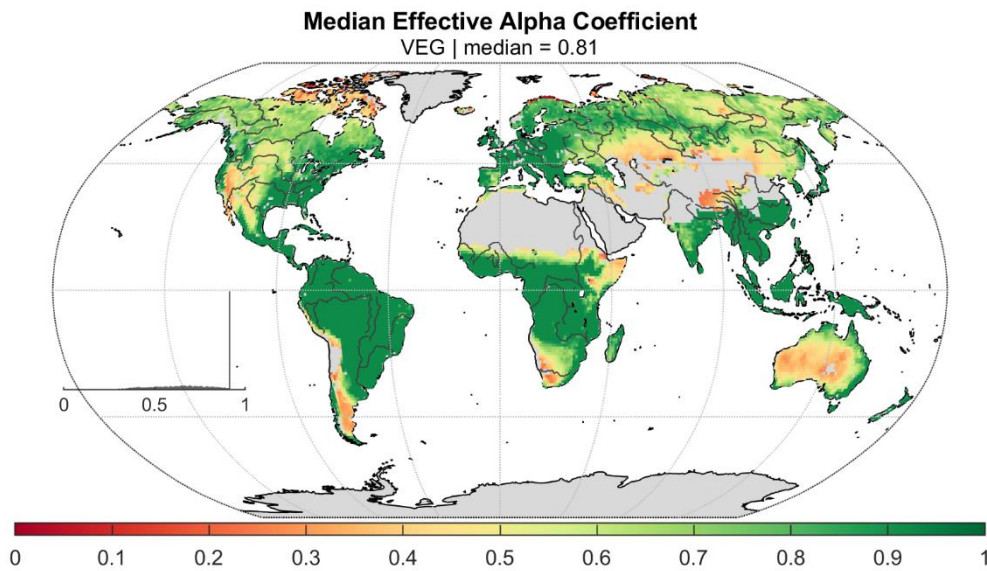 Median Effective Alpha Coefficient
VEG | median = 0.81
0 0.5 1
0 0.1 0.2 0.3 0.4 0.5 0.6 0.7 0.8 0.9 1